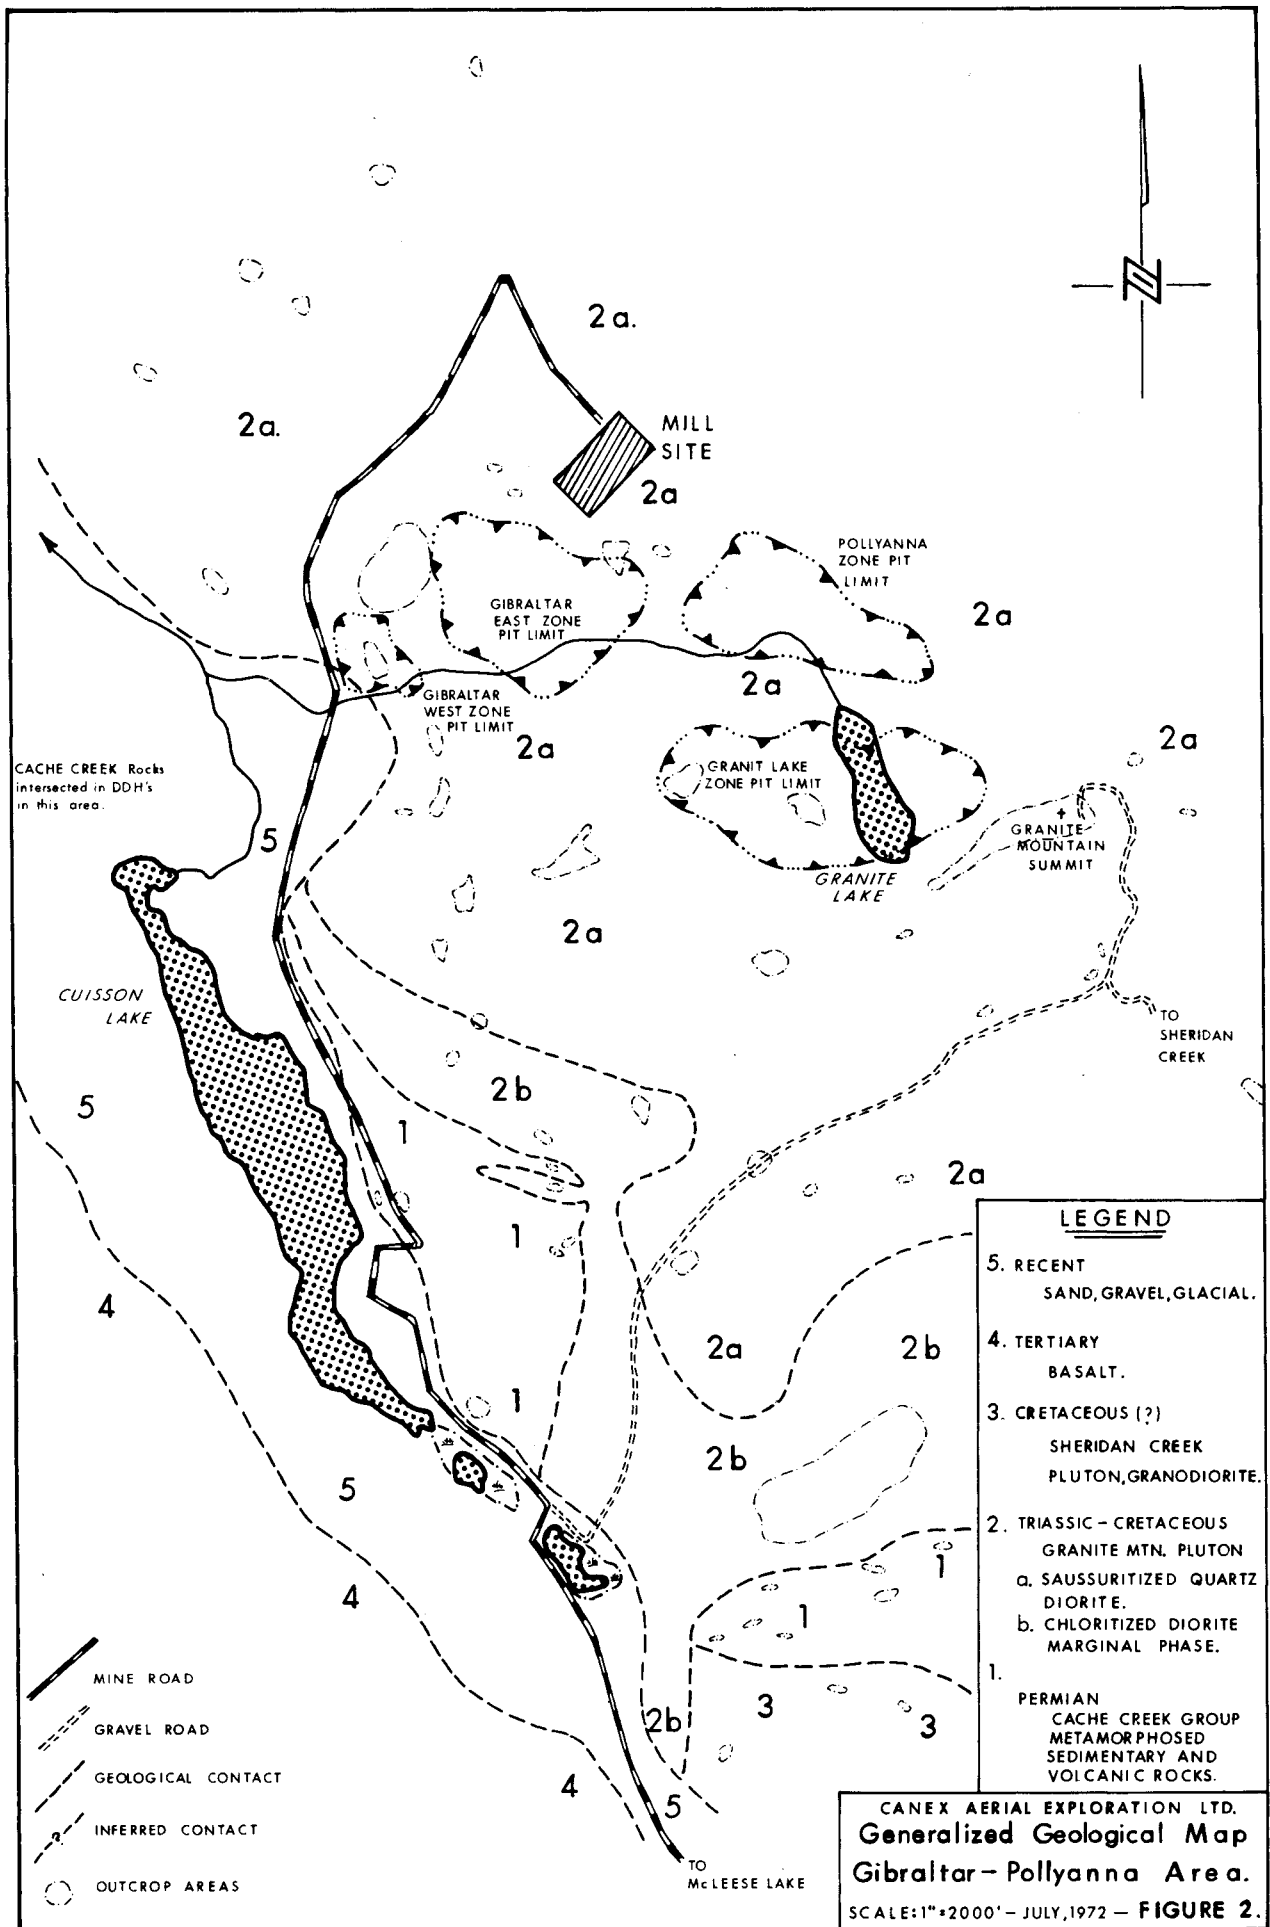 N
2a.
MILL
SITE
2a.
2a
POLLYANNA
ZONE PIT
LIMIT
GIBRALTAR
EAST ZONE
PIT LIMIT
2a
2a
GIBRALTAR
WEST ZONE
PIT LIMIT
2a
2a
CACHE CREEK Rocks
intersected in DDH's
in this area.
GRANIT LAKE
ZONE PIT LIMIT
5
GRANITE
MOUNTAIN
SUMMIT
GRANITE
LAKE
2a
CUISSON
LAKE
TO
SHERIDAN
CREEK
2b
5
1
2a
1
4
2a
2b
1
2b
5
4
1
1
2b
3
3
4
5
TO
McLEESE LAKE
MINE ROAD
GRAVEL ROAD
GEOLOGICAL CONTACT
?
INFERRED CONTACT
OUTCROP AREAS
LEGEND
5. RECENT
SAND, GRAVEL, GLACIAL.
4. TERTIARY
BASALT.
3. CRETACEOUS (?)
SHERIDAN CREEK
PLUTON, GRANODIORITE.
2. TRIASSIC - CRETACEOUS
GRANITE MTN. PLUTON
a. SAUSSURITIZED QUARTZ
DIORITE.
b. CHLORITIZED DIORITE
MARGINAL PHASE.
1.
PERMIAN
CACHE CREEK GROUP
METAMORPHOSED
SEDIMENTARY AND
VOLCANIC ROCKS.
CANEX AERIAL EXPLORATION LTD.
Generalized Geological Map
Gibraltar-Pollyanna Area.
SCALE: 1"=2000' - JULY, 1972 - FIGURE 2.